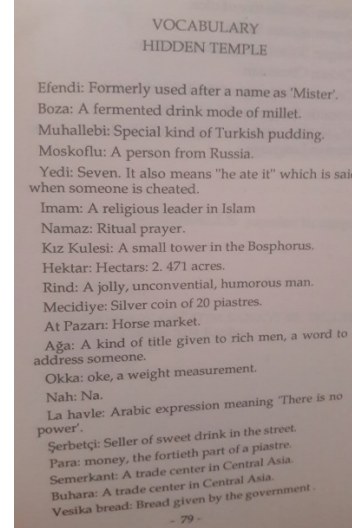 VOCABULARY
HIDDEN TEMPLE
Efendi: Formerly used after a name as 'Mister'.
Boza: A fermented drink mode of millet.
Muhallebi: Special kind of Turkish pudding.
Moskoflu: A person from Russia.
Yedi: Seven. It also means "he ate it" which is said
when someone is cheated.
Imam: A religious leader in Islam
Namaz: Ritual prayer.
Kız Kulesi: A small tower in the Bosphorus.
Hektar: Hectars: 2. 471 acres.
Rind: A jolly, unconvential, humorous man.
Mecidiye: Silver coin of 20 piastres.
At Pazarı: Horse market.
Ağa: A kind of title given to rich men, a word to
address someone.
Okka: oke, a weight measurement.
Nah: Na.
La havle: Arabic expression meaning 'There is no
power'.
Şerbetçi: Seller of sweet drink in the street.
Para: money, the fortieth part of a piastre.
Semerkant: A trade center in Central Asia.
Buhara: A trade center in Central Asia.
Vesika bread: Bread given by the government.
- 79 -